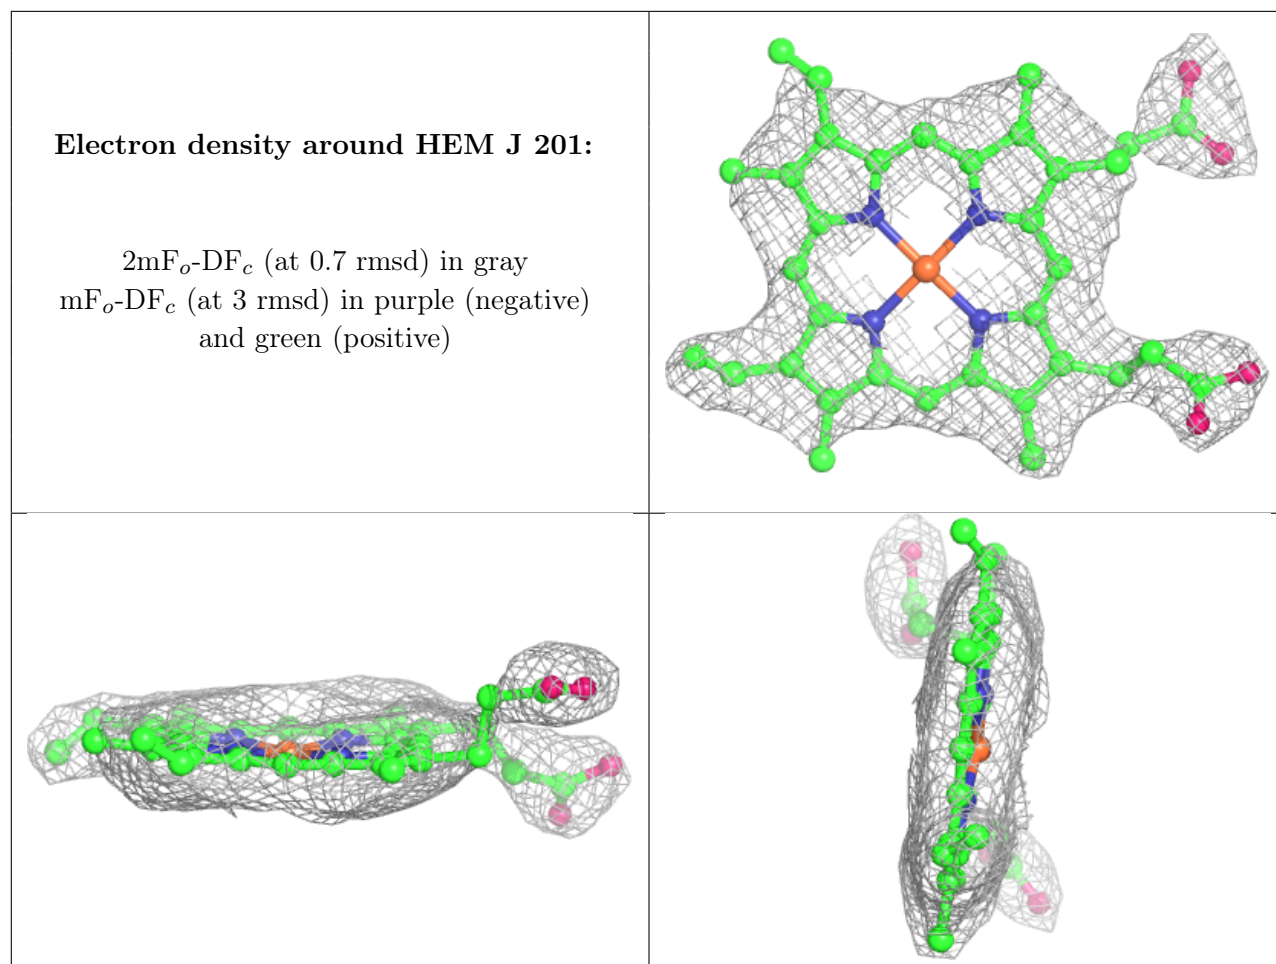 Electron density around HEM J 201:
2mFo-DFc (at 0.7 rmsd) in gray
mFo-DFc (at 3 rmsd) in purple (negative)
and green (positive)